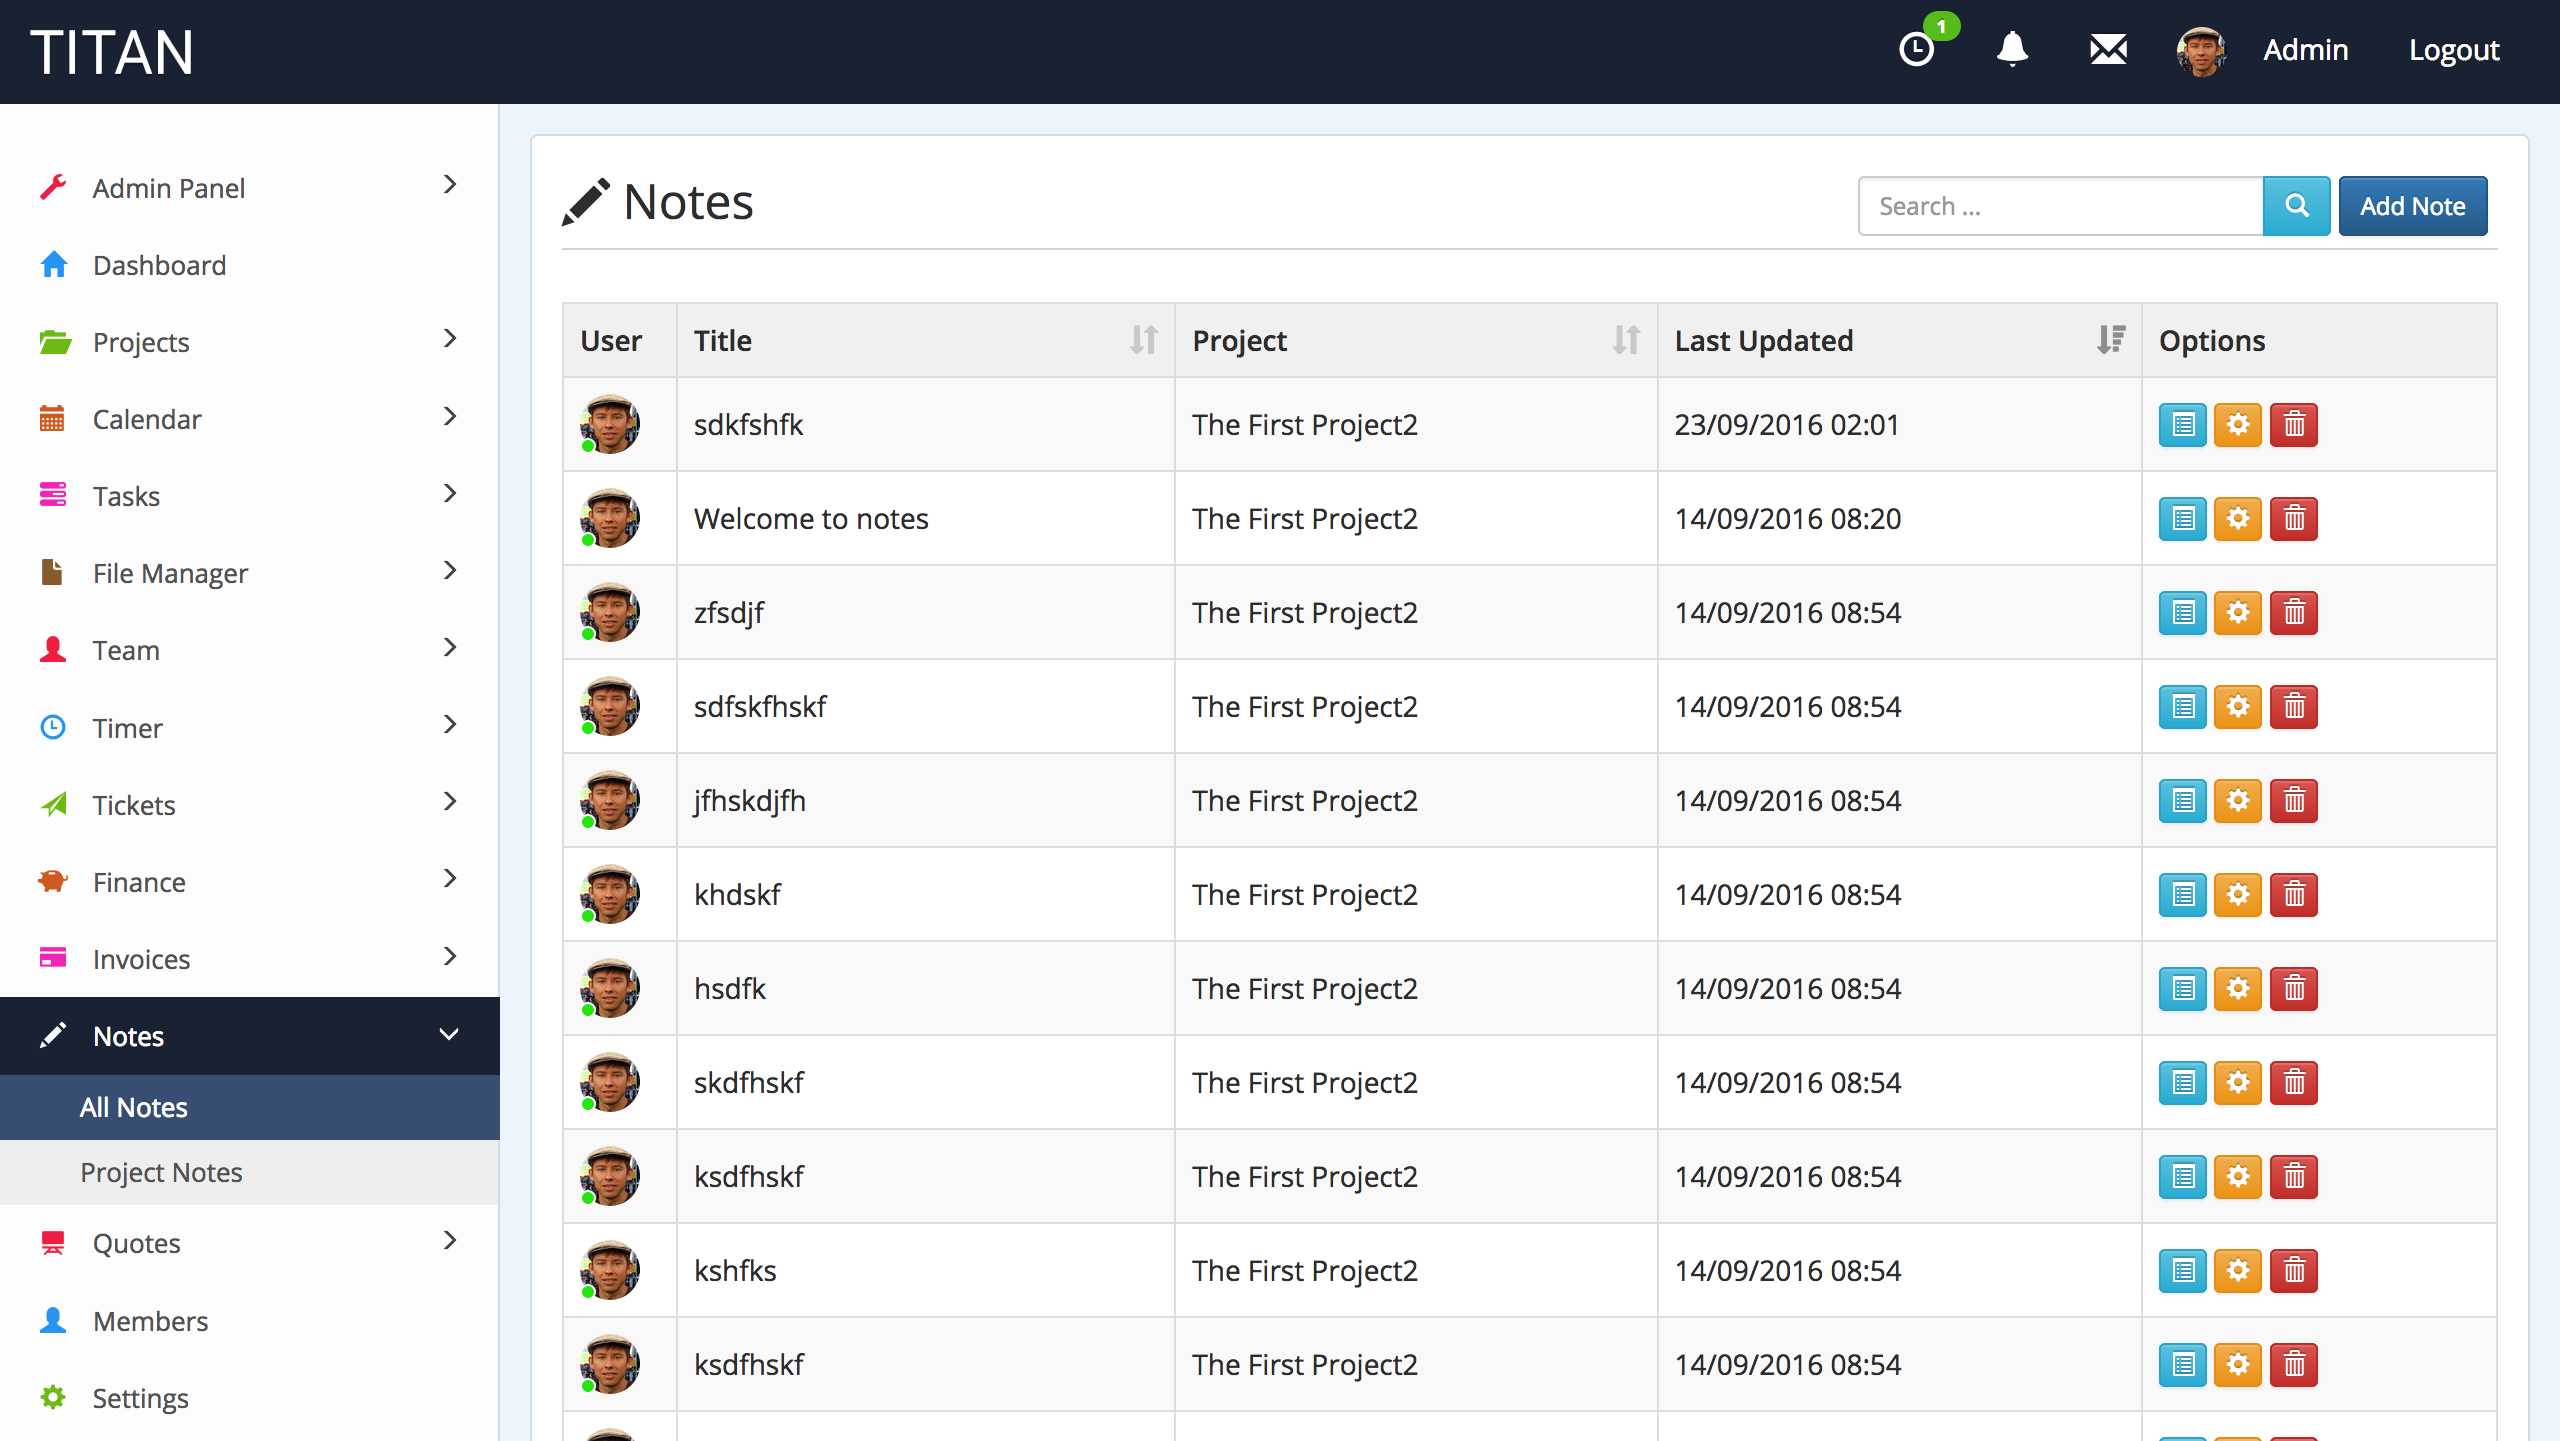 TITAN
1
Admin
Logout
Admin Panel
Dashboard
Projects
Calendar
Tasks
File Manager
Team
Timer
Tickets
Finance
Invoices
Notes
All Notes
Project Notes
Quotes
Members
Settings
Notes
Search ...
Add Note
User Title Project Last Updated Options
sdkfshfk The First Project2 23/09/2016 02:01
Welcome to notes The First Project2 14/09/2016 08:20
zfsdjf The First Project2 14/09/2016 08:54
sdfskfhskf The First Project2 14/09/2016 08:54
jfhskdjfh The First Project2 14/09/2016 08:54
khdskf The First Project2 14/09/2016 08:54
hsdfk The First Project2 14/09/2016 08:54
skdfhskf The First Project2 14/09/2016 08:54
ksdfhskf The First Project2 14/09/2016 08:54
kshfks The First Project2 14/09/2016 08:54
ksdfhskf The First Project2 14/09/2016 08:54